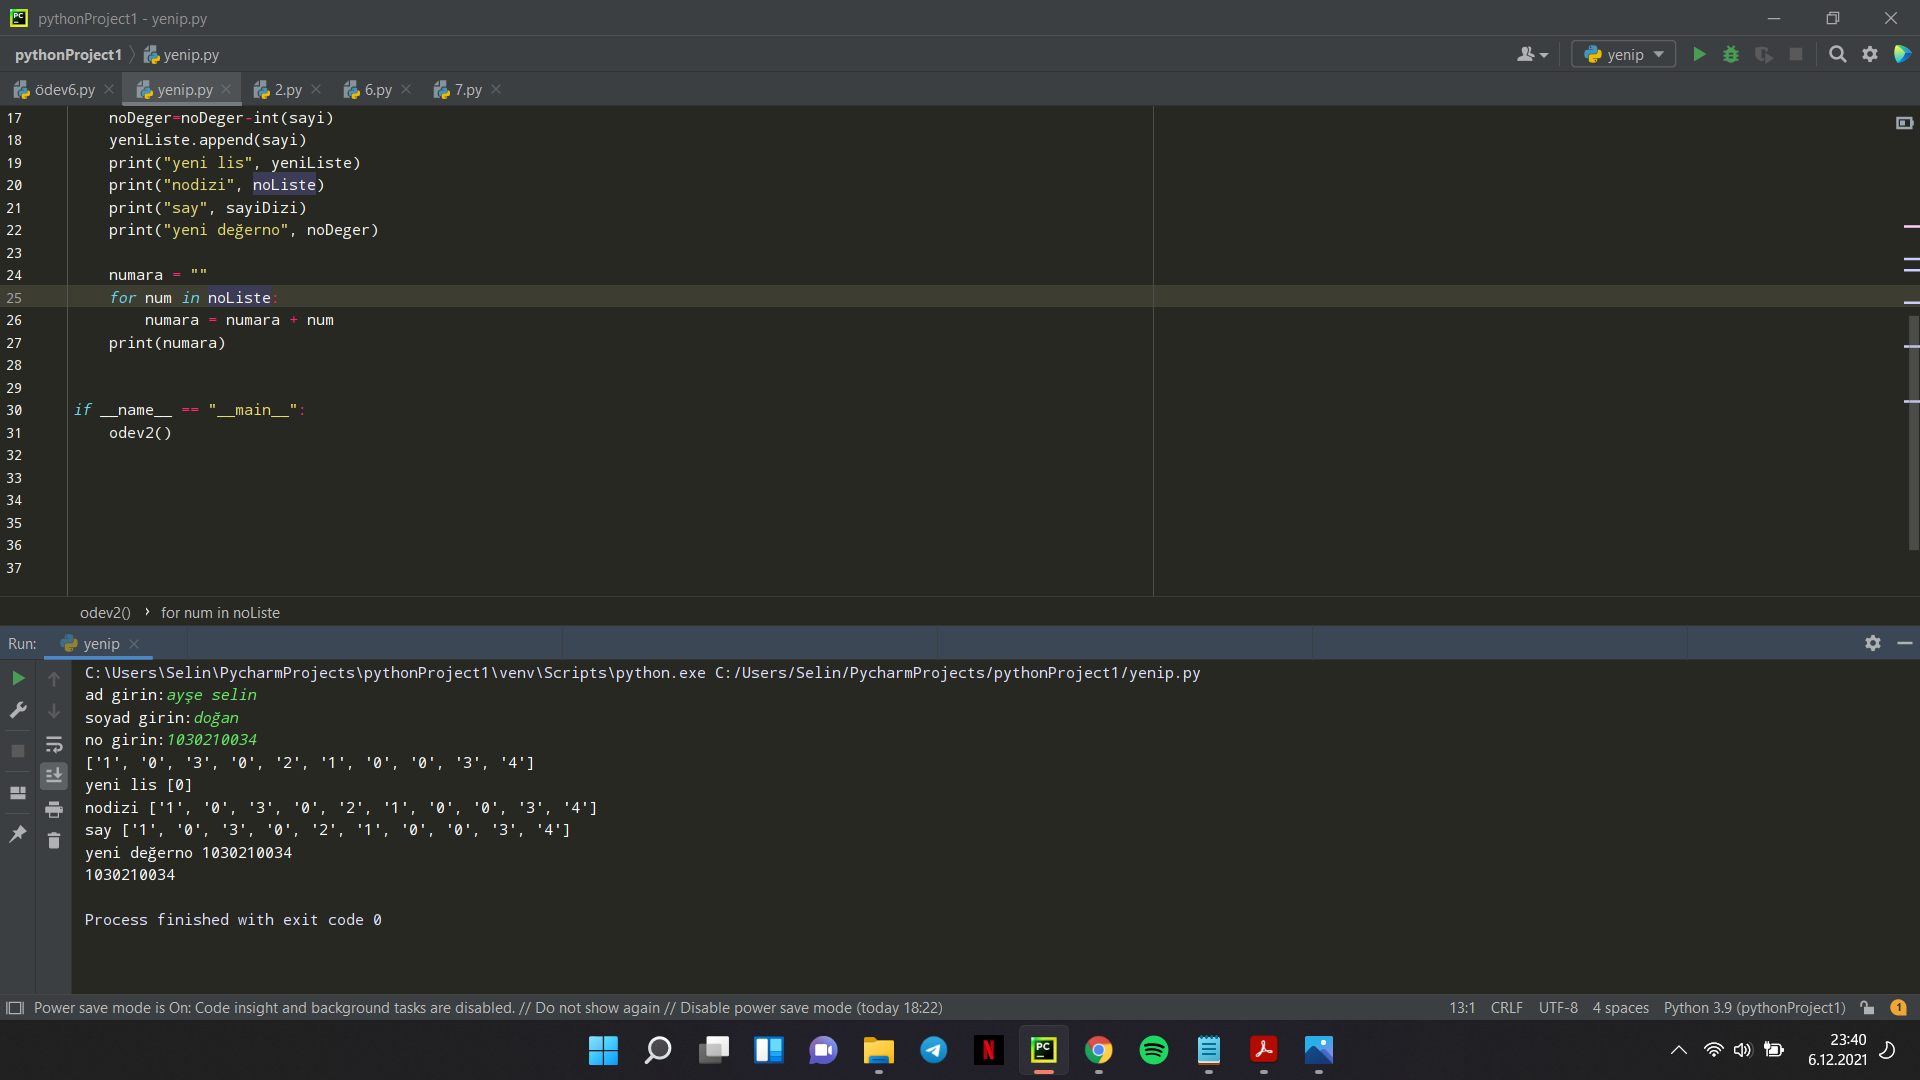 pythonProject1 - yenip.py
pythonProject1 yenip.py
yenip
ödev6.py yenip.py 2.py 6.py 7.py
17 noDeger=noDeger-int(sayi)
18 yeniListe.append(sayi)
19 print("yeni lis", yeniListe)
20 print("nodizi", noListe)
21 print("say", sayiDizi)
22 print("yeni değerno", noDeger)
23
24 numara = ""
25 for num in noListe:
26 numara = numara + num
27 print(numara)
28
29
30 if __name__ == "__main__":
31 odev2()
32
33
34
35
36
37
odev2() › for num in noListe
Run: yenip
C:\Users\Selin\PycharmProjects\pythonProject1\venv\Scripts\python.exe C:/Users/Selin/PycharmProjects/pythonProject1/yenip.py
ad girin:ayşe selin
soyad girin:doğan
no girin:1030210034
['1', '0', '3', '0', '2', '1', '0', '0', '3', '4']
yeni lis [0]
nodizi ['1', '0', '3', '0', '2', '1', '0', '0', '3', '4']
say ['1', '0', '3', '0', '2', '1', '0', '0', '3', '4']
yeni değerno 1030210034
1030210034
Process finished with exit code 0
Power save mode is On: Code insight and background tasks are disabled. // Do not show again // Disable power save mode (today 18:22)
13:1 CRLF UTF-8 4 spaces Python 3.9 (pythonProject1) 1
N PC
23:40
6.12.2021